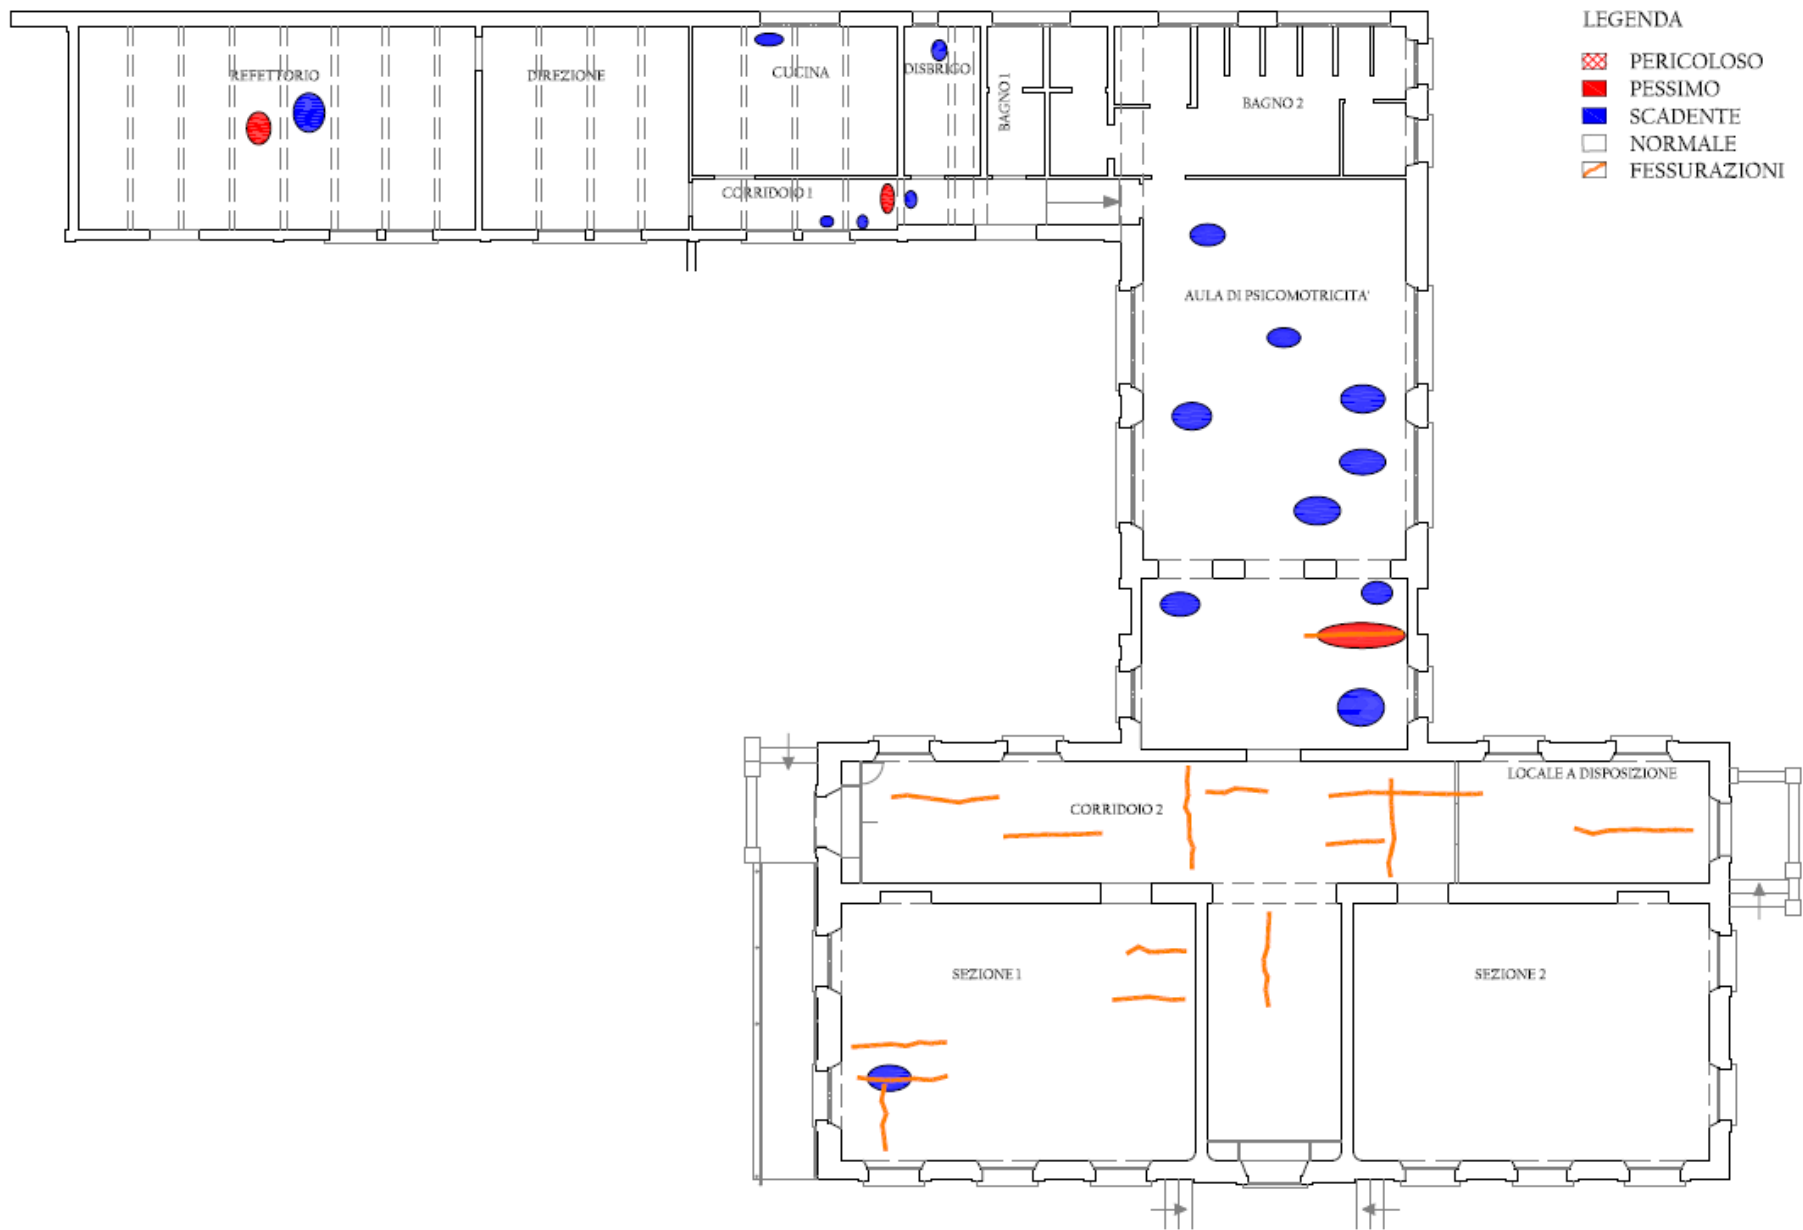 LEGENDA
PERICOLOSO
PESSIMO
SCADENTE
NORMALE
FESSURAZIONI
REFETTORIO
DIREZIONE
CUCINA
DISBRIGO
BAGNO 1
BAGNO 2
CORRIDOIO 1
AULA DI PSICOMOTRICITA'
LOCALE A DISPOSIZIONE
CORRIDOIO 2
SEZIONE 1
SEZIONE 2